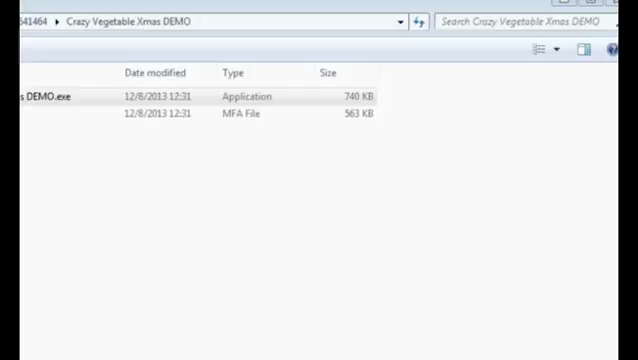 641464 Crazy Vegetable Xmas DEMO Search Crazy Vegetable Xmas DEMO
Date modified Type Size
s DEMO.exe 12/8/2013 12:31 Application 740 KB
12/8/2013 12:31 MFA File 563 KB